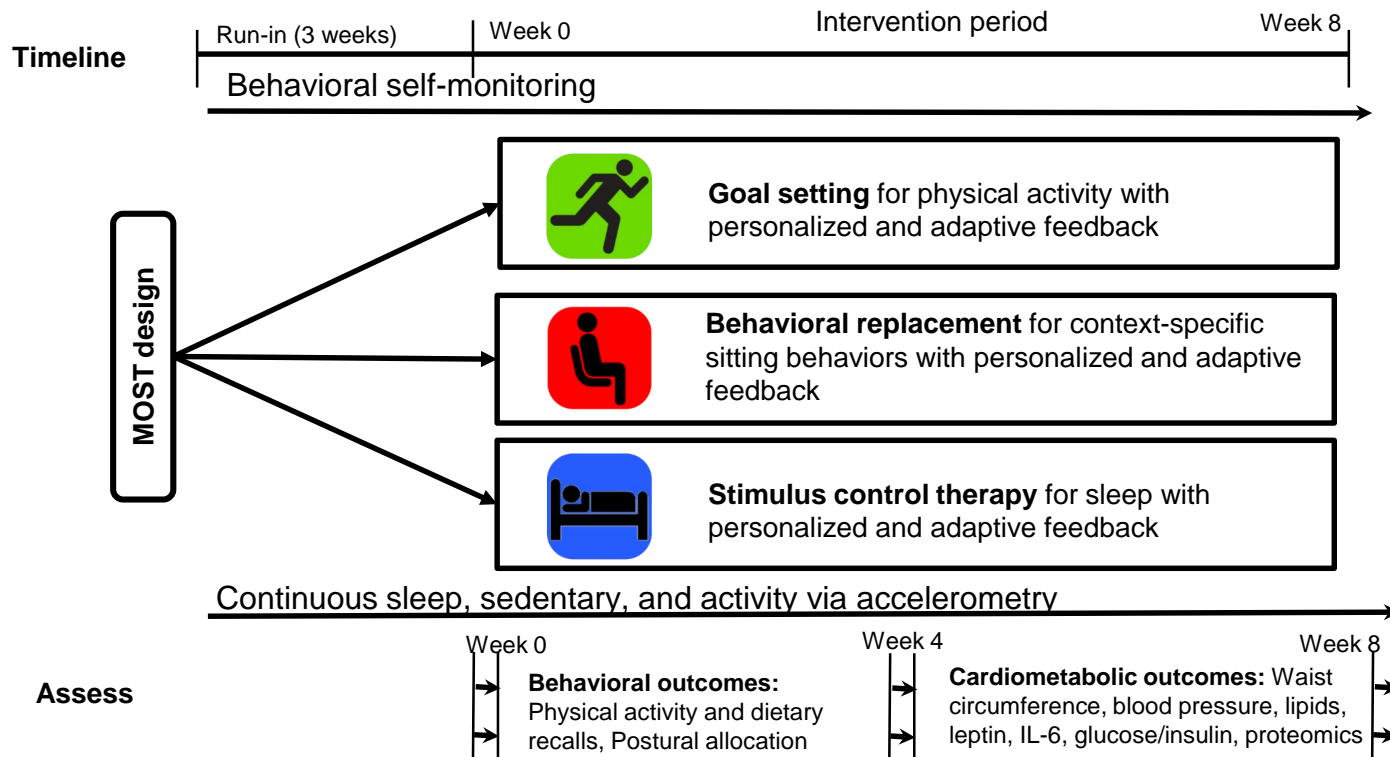 Timeline
Run-in (3 weeks)
Week 0
Intervention period
Week 8
Behavioral self-monitoring
MOST design
Goal setting for physical activity with
personalized and adaptive feedback
Behavioral replacement for context-specific
sitting behaviors with personalized and adaptive
feedback
Stimulus control therapy for sleep with
personalized and adaptive feedback
Continuous sleep, sedentary, and activity via accelerometry
Week 0
Week 4
Week 8
Assess
Behavioral outcomes:
Physical activity and dietary
recalls, Postural allocation
Cardiometabolic outcomes: Waist
circumference, blood pressure, lipids,
leptin, IL-6, glucose/insulin, proteomics